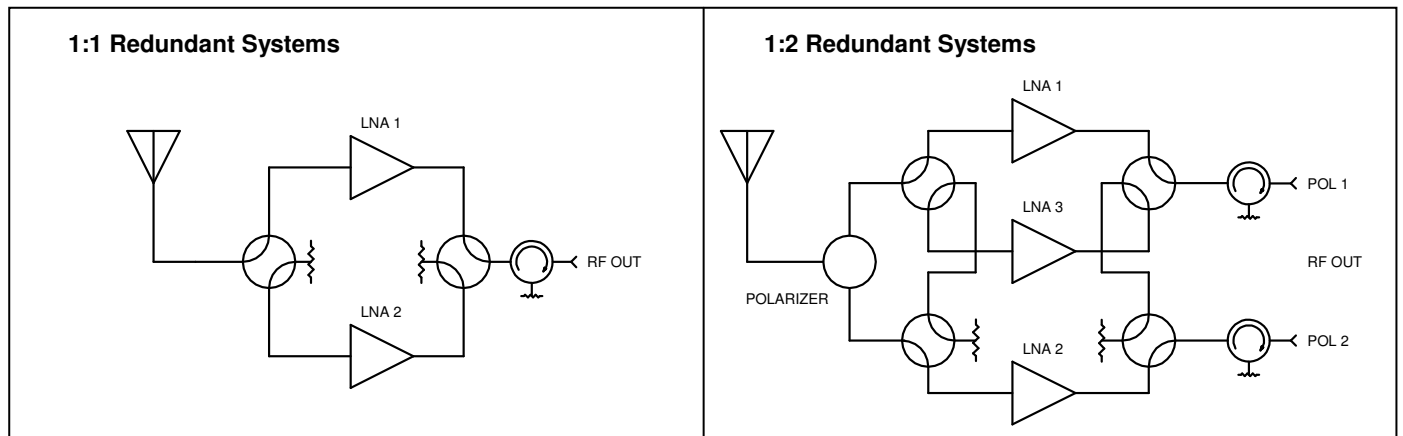 1:1 Redundant Systems
LNA 1
RF OUT
LNA 2
1:2 Redundant Systems
LNA 1
POL 1
LNA 3
RF OUT
POLARIZER
POL 2
LNA 2